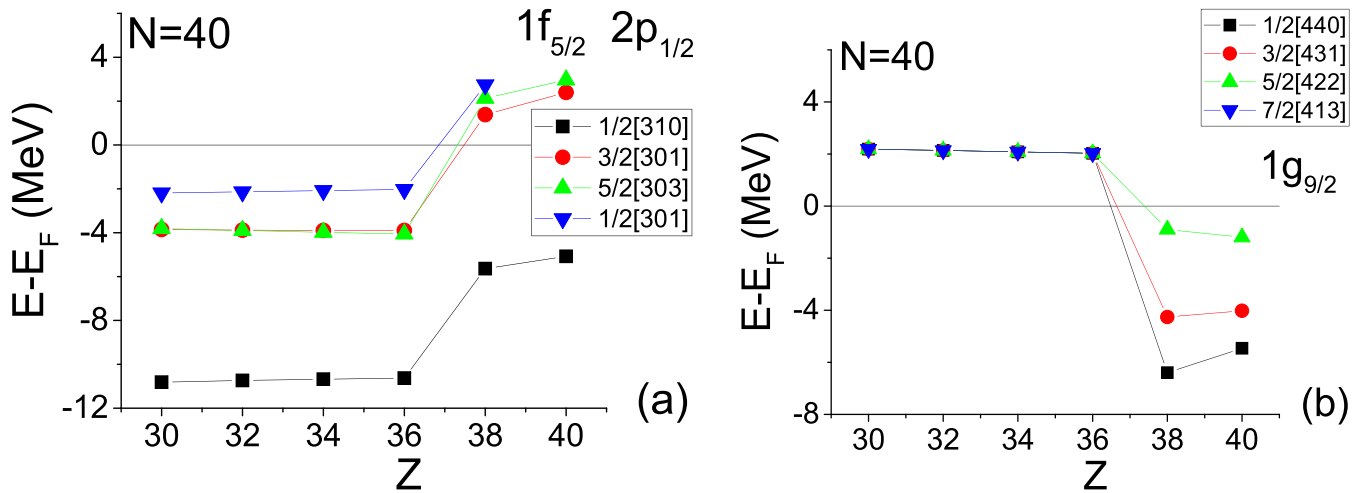 (a)
N=40
1f5/2 2p1/2
1/2[310]
3/2[301]
5/2[303]
1/2[301]
E-EF (MeV)
4
0
-4
-8
-12
30 32 34 36 38 40
Z
(b)
N=40
1/2[440]
3/2[431]
5/2[422]
7/2[413]
1g9/2
E-EF (MeV)
4
0
-4
-8
30 32 34 36 38 40
Z